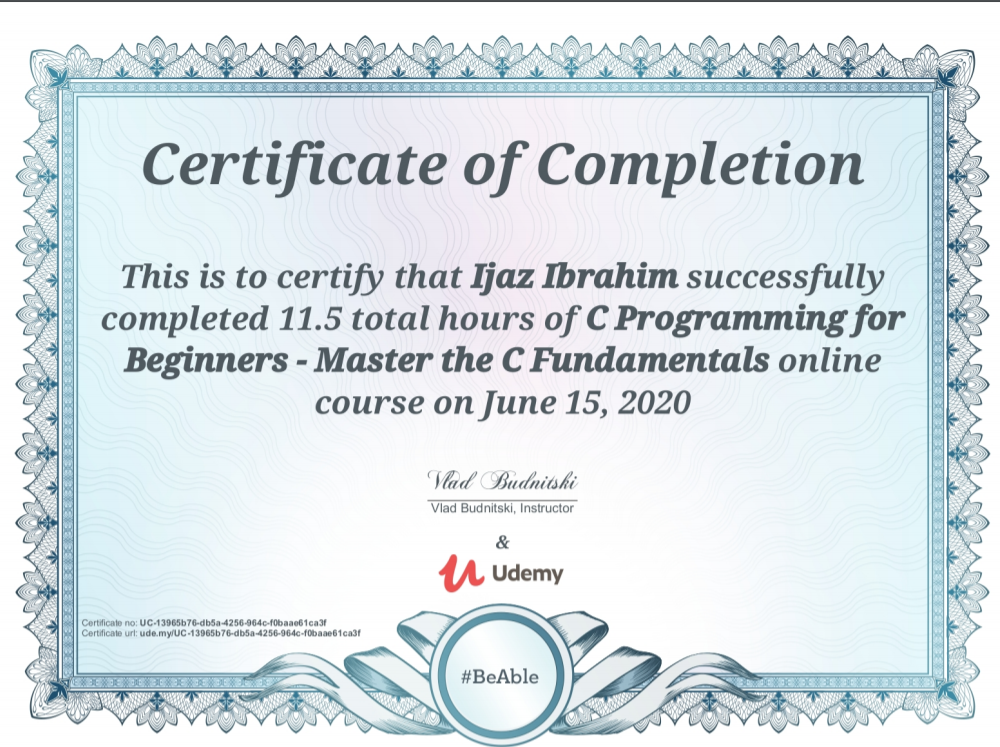 Certificate of Completion
This is to certify that Ijaz Ibrahim successfully
completed 11.5 total hours of C Programming for
Beginners - Master the C Fundamentals online
course on June 15, 2020
Vlad Budnitski
Vlad Budnitski, Instructor
&
Udemy
Certificate no: UC-13965b76-db5a-4256-964c-f0baae61ca3f
Certificate url: ude.my/UC-13965b76-db5a-4256-964c-f0baae61ca3f
#BeAble